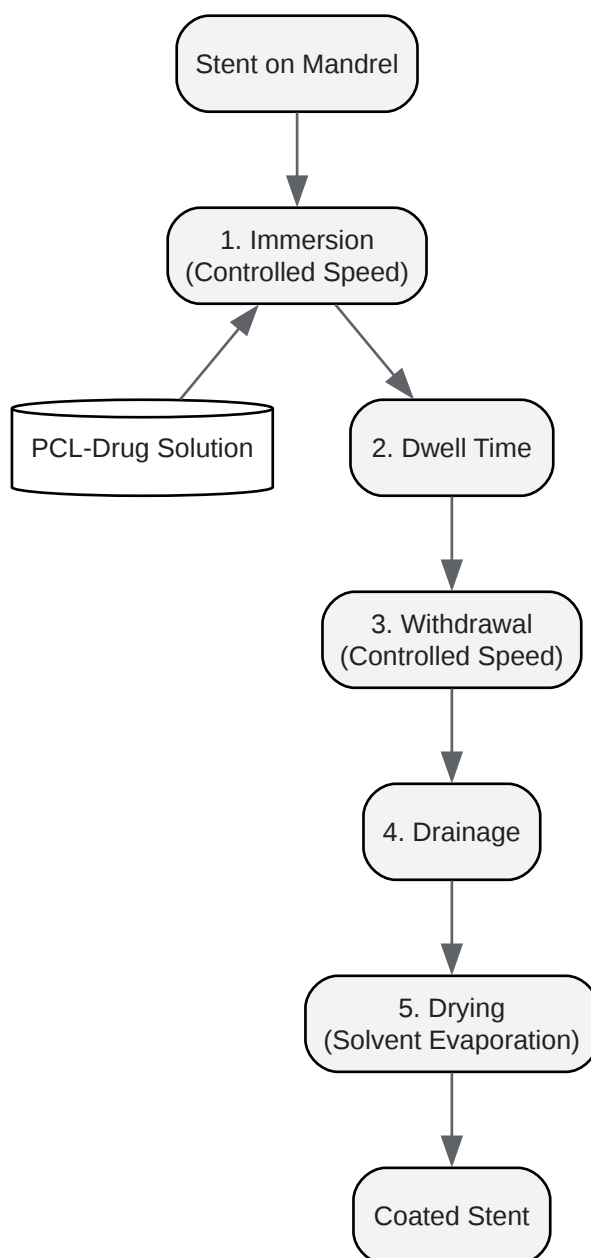 Stent on Mandrel
1. Immersion
(Controlled Speed)
PCL-Drug Solution
2. Dwell Time
3. Withdrawal
(Controlled Speed)
4. Drainage
5. Drying
(Solvent Evaporation)
Coated Stent